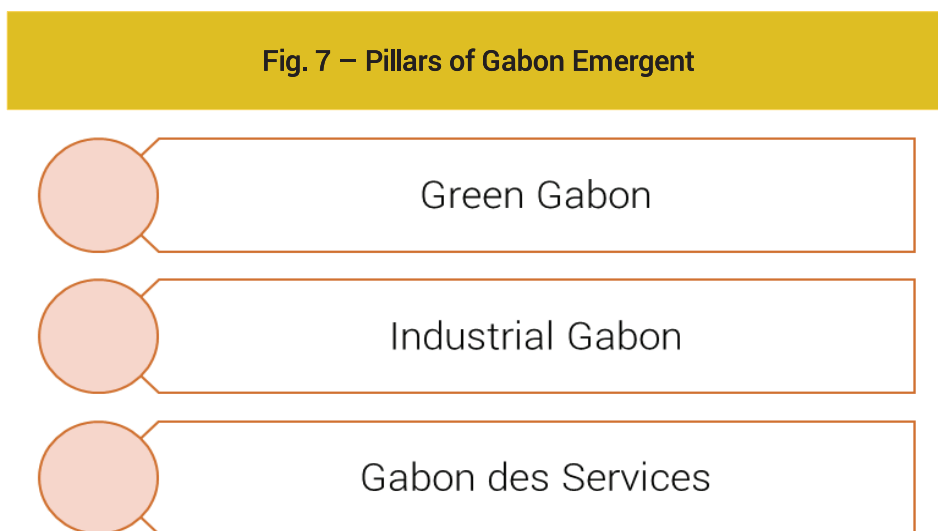 Fig. 7 – Pillars of Gabon Emergent
Green Gabon
Industrial Gabon
Gabon des Services